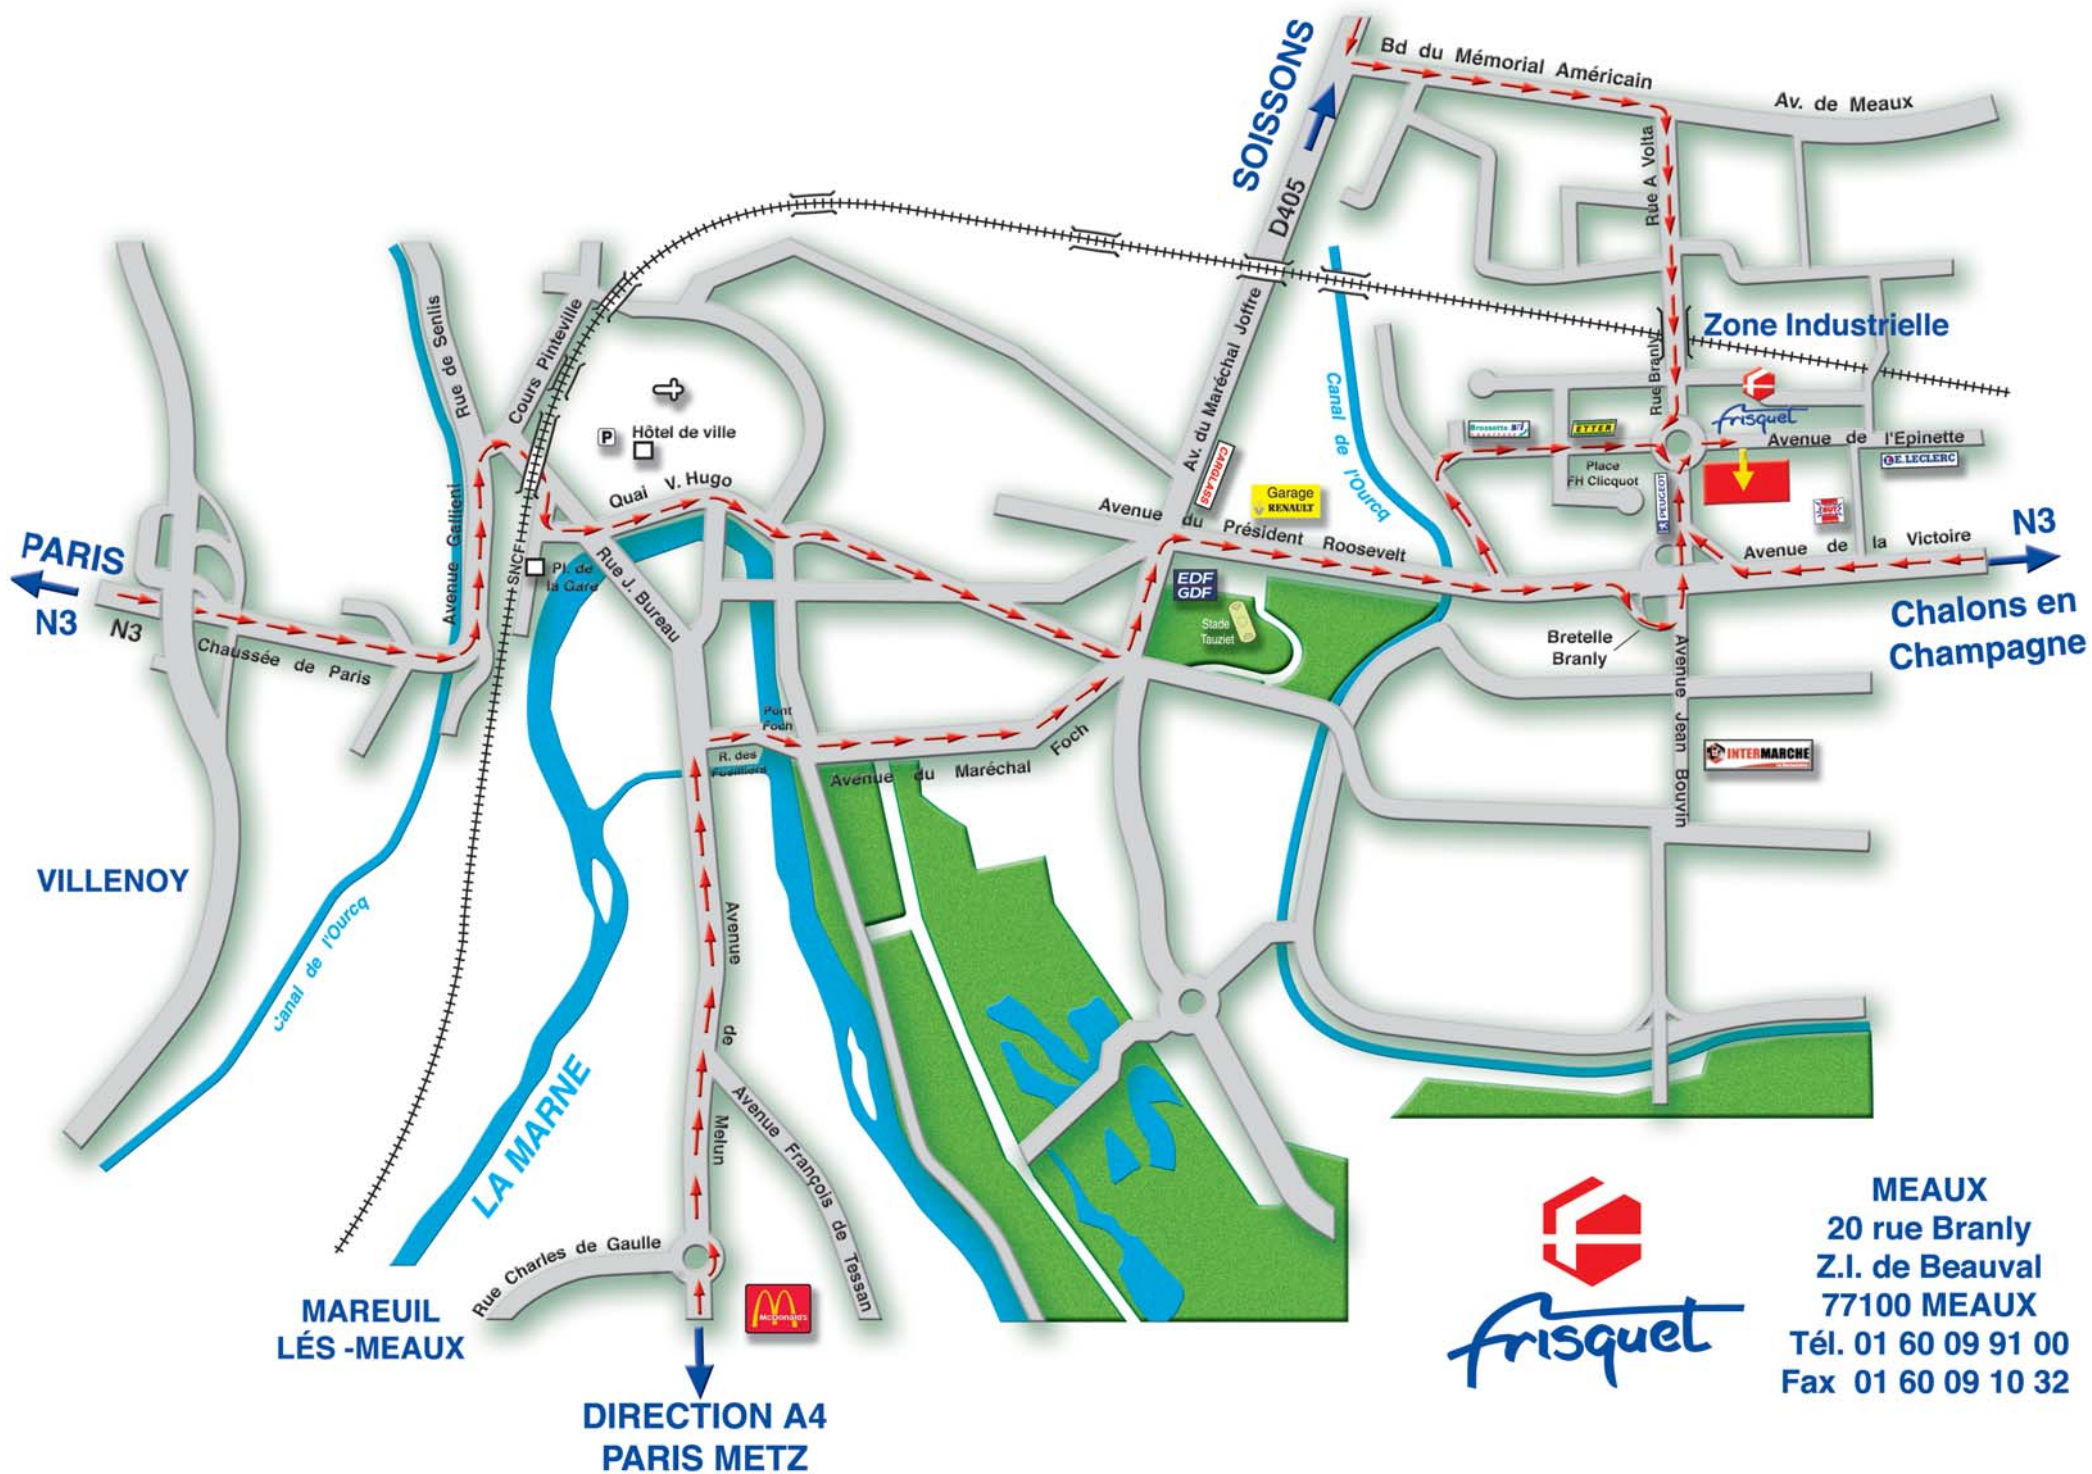 SOISSONS
D405
Bd du Mémorial Américain
Av. de Meaux
Rue A Volta
Zone Industrielle
Rue Branly
frisquet
Avenue de l'Epinette
E.LECLERC
Brossette BTI
ETTER
Place
FH Clicquot
PEUGEOT
BUT
Avenue de la Victoire
N3
Chalons en
Champagne
Bretelle
Branly
Avenue Jean Bouvin
INTERMARCHE
Av. du Maréchal Joffre
CARGLASS
Garage
RENAULT
Canal de l'Ourcq
Avenue du Président Roosevelt
EDF
GDF
Stade
Tauziet
Rue de Senlis
Cours Pinteville
P
Hôtel de ville
Quai V. Hugo
Avenue Gallieni
SNCF
Pl. de
la Gare
Rue J. Bureau
PARIS
N3
N3
Chaussée de Paris
Pont
Foch
R. des
Fusilliers
Avenue du Maréchal Foch
VILLENOY
Canal de l'Ourcq
LA MARNE
Avenue de Melun
Avenue François de Tessan
Rue Charles de Gaulle
McDonald's
MAREUIL
LÉS -MEAUX
DIRECTION A4
PARIS METZ
frisquet
MEAUX
20 rue Branly
Z.I. de Beauval
77100 MEAUX
Tél. 01 60 09 91 00
Fax 01 60 09 10 32